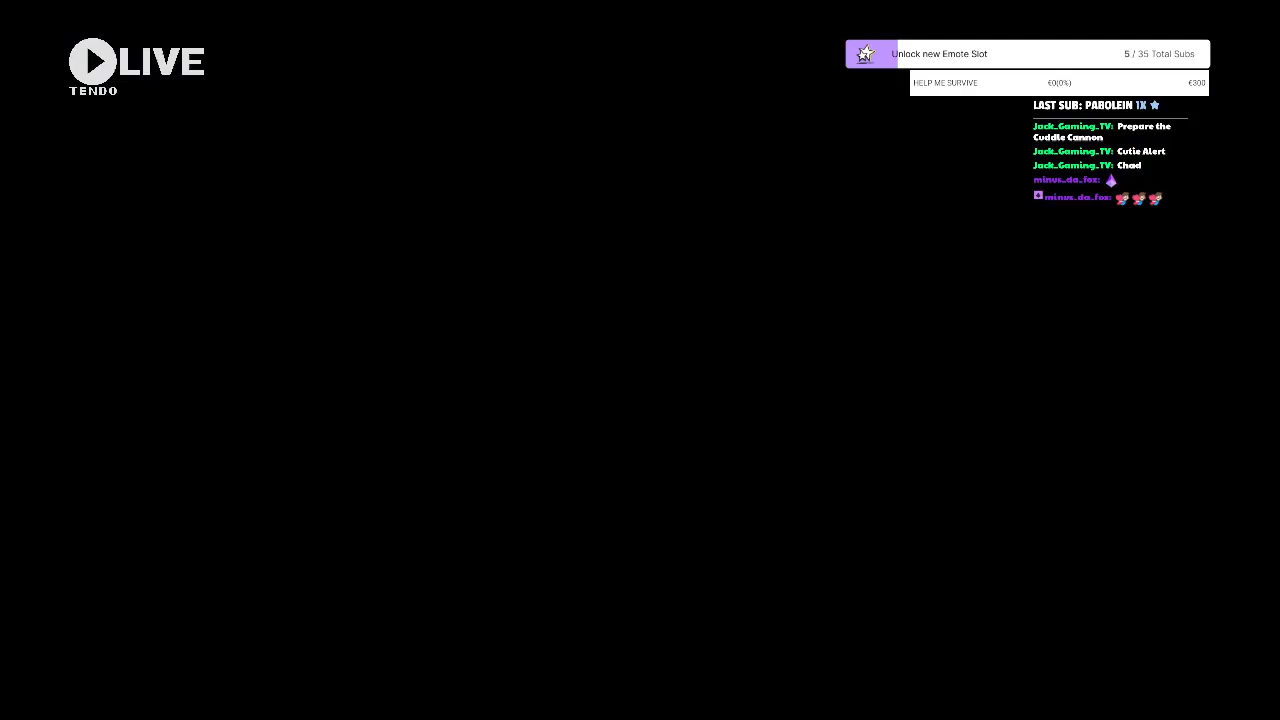 LIVE
TENDO
Unlock new Emote Slot 5 / 35 Total Subs
HELP ME SURVIVE €0(0%) €300
LAST SUB: PABOLEIN 1X
Jack_Gaming_TV: Prepare the
Cuddle Cannon
Jack_Gaming_TV: Cutie Alert
Jack_Gaming_TV: Chad
minus_da_fox:
minus_da_fox: